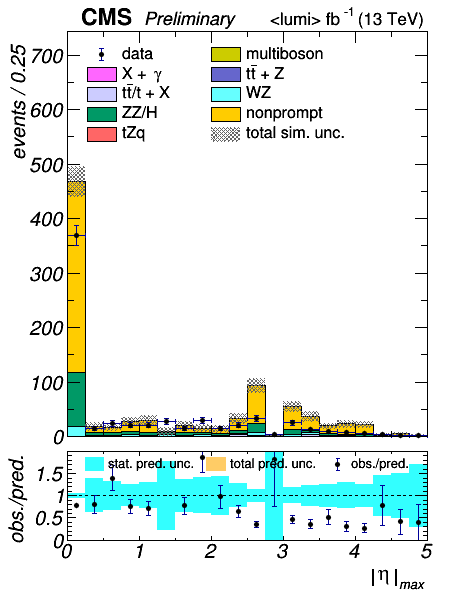 CMS Preliminary <lumi> fb⁻¹ (13 TeV)
events / 0.25
700
600
500
400
300
200
100
0
data
X + γ
tt̄/t + X
ZZ/H
tZq
multiboson
tt̄ + Z
WZ
nonprompt
total sim. unc.
obs./pred.
1.5
1
0.5
0
stat. pred. unc. total pred. unc. obs./pred.
0 1 2 3 4 5
|η|max